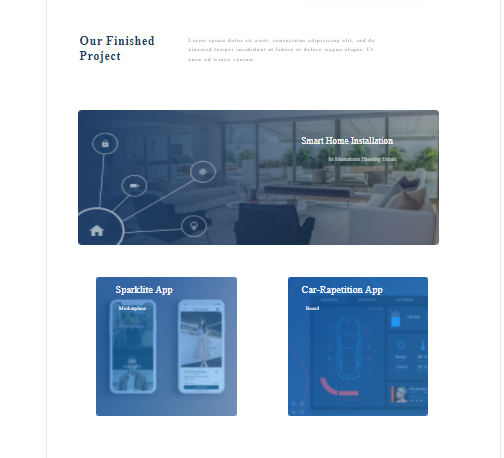 Our Finished
Project
Lorem ipsum dolor sit amet, consectetur adipiscing elit, sed do
eiusmod tempor incididunt ut labore et dolore magna aliqua. Ut
enim ad minim veniam
Smart Home Installation
In Housing Estate
Sparklite App
Marketplace
Car-Rapetition App
Board